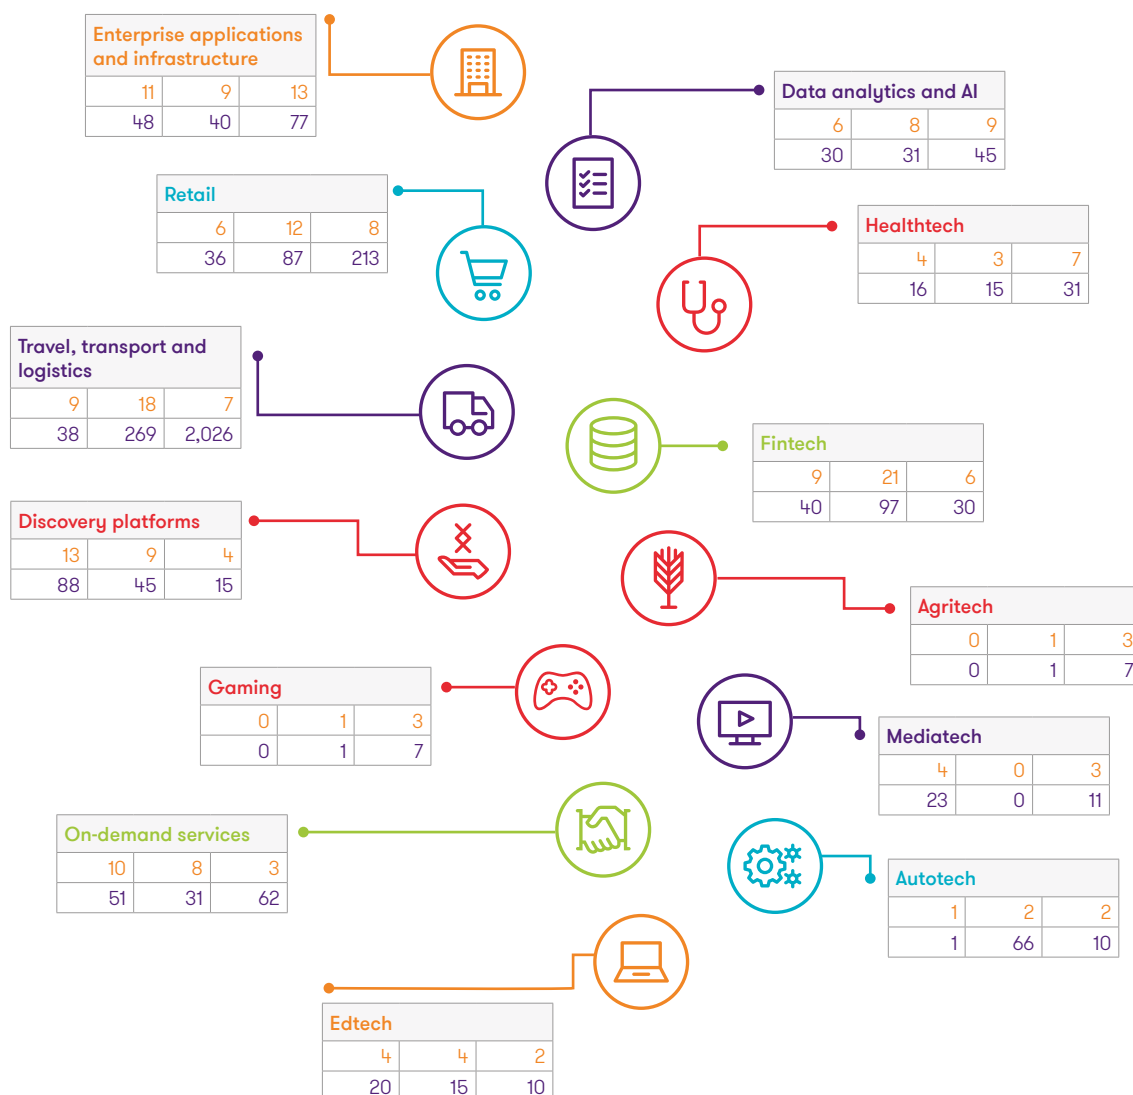 Enterprise applications
and infrastructure
11 9 13
48 40 77
Data analytics and AI
6 8 9
30 31 45
Retail
6 12 8
36 87 213
Healthtech
4 3 7
16 15 31
Travel, transport and
logistics
9 18 7
38 269 2,026
Fintech
9 21 6
40 97 30
Discovery platforms
13 9 4
88 45 15
Agritech
0 1 3
0 1 7
Gaming
0 1 3
0 1 7
Mediatech
4 0 3
23 0 11
On-demand services
10 8 3
51 31 62
Autotech
1 2 2
1 66 10
Edtech
4 4 2
20 15 10